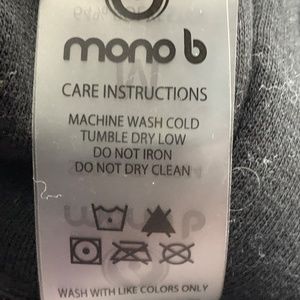 mono b
CARE INSTRUCTIONS
MACHINE WASH COLD
TUMBLE DRY LOW
DO NOT IRON
DO NOT DRY CLEAN
WASH WITH LIKE COLORS ONLY